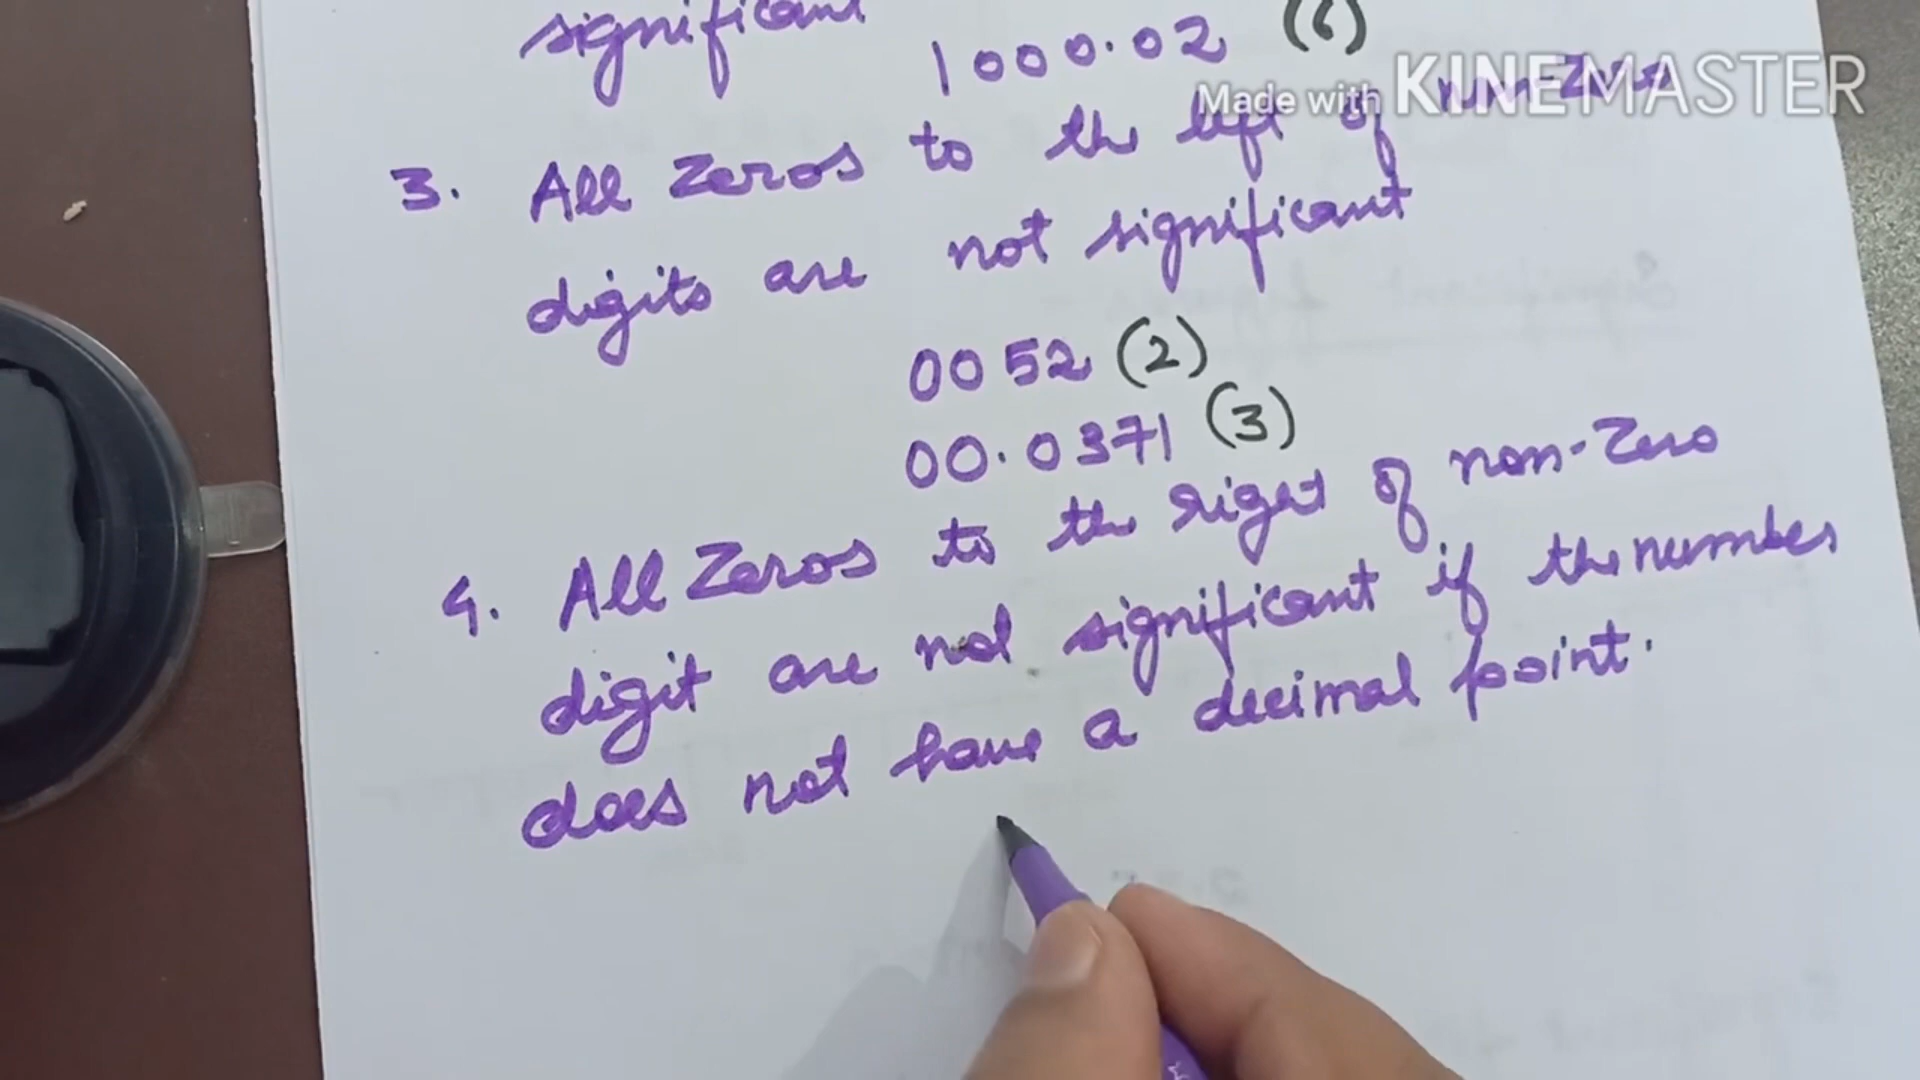 significant
1000.02 (6)
Made with KINEMASTER
3. All Zeros to the left of non-Zero
digits are not significant
0052 (2)
00.0371 (3)
4. All Zeros to the right of non-Zero
digit are not significant if the number
does not have a decimal point.